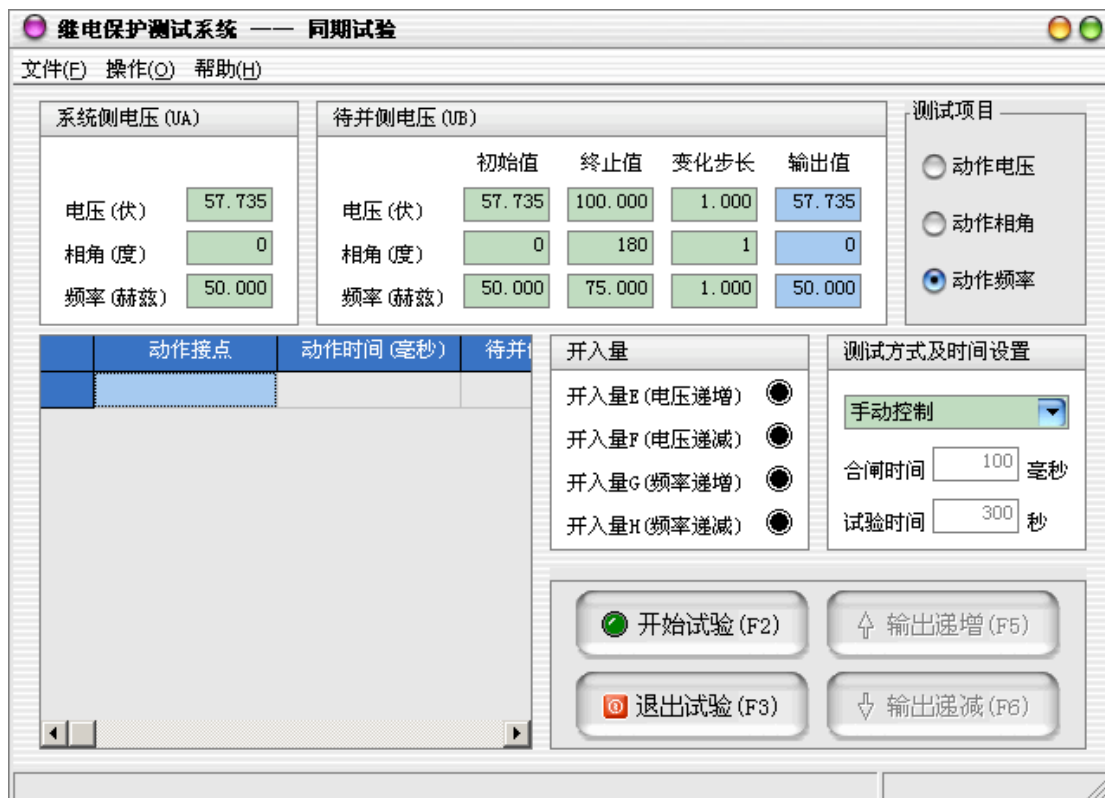 继电保护测试系统 —— 同期试验
文件(F) 操作(O) 帮助(H)
系统侧电压(UA)
电压(伏) 57.735
相角(度) 0
频率(赫兹) 50.000
待并侧电压(UB)
初始值 终止值 变化步长 输出值
电压(伏) 57.735 100.000 1.000 57.735
相角(度) 0 180 1 0
频率(赫兹) 50.000 75.000 1.000 50.000
测试项目
动作电压
动作相角
动作频率
动作接点 动作时间(毫秒) 待并
开入量
开入量E(电压递增)
开入量F(电压递减)
开入量G(频率递增)
开入量H(频率递减)
测试方式及时间设置
手动控制
合闸时间 100 毫秒
试验时间 300 秒
开始试验(F2) 输出递增(F5)
退出试验(F3) 输出递减(F6)